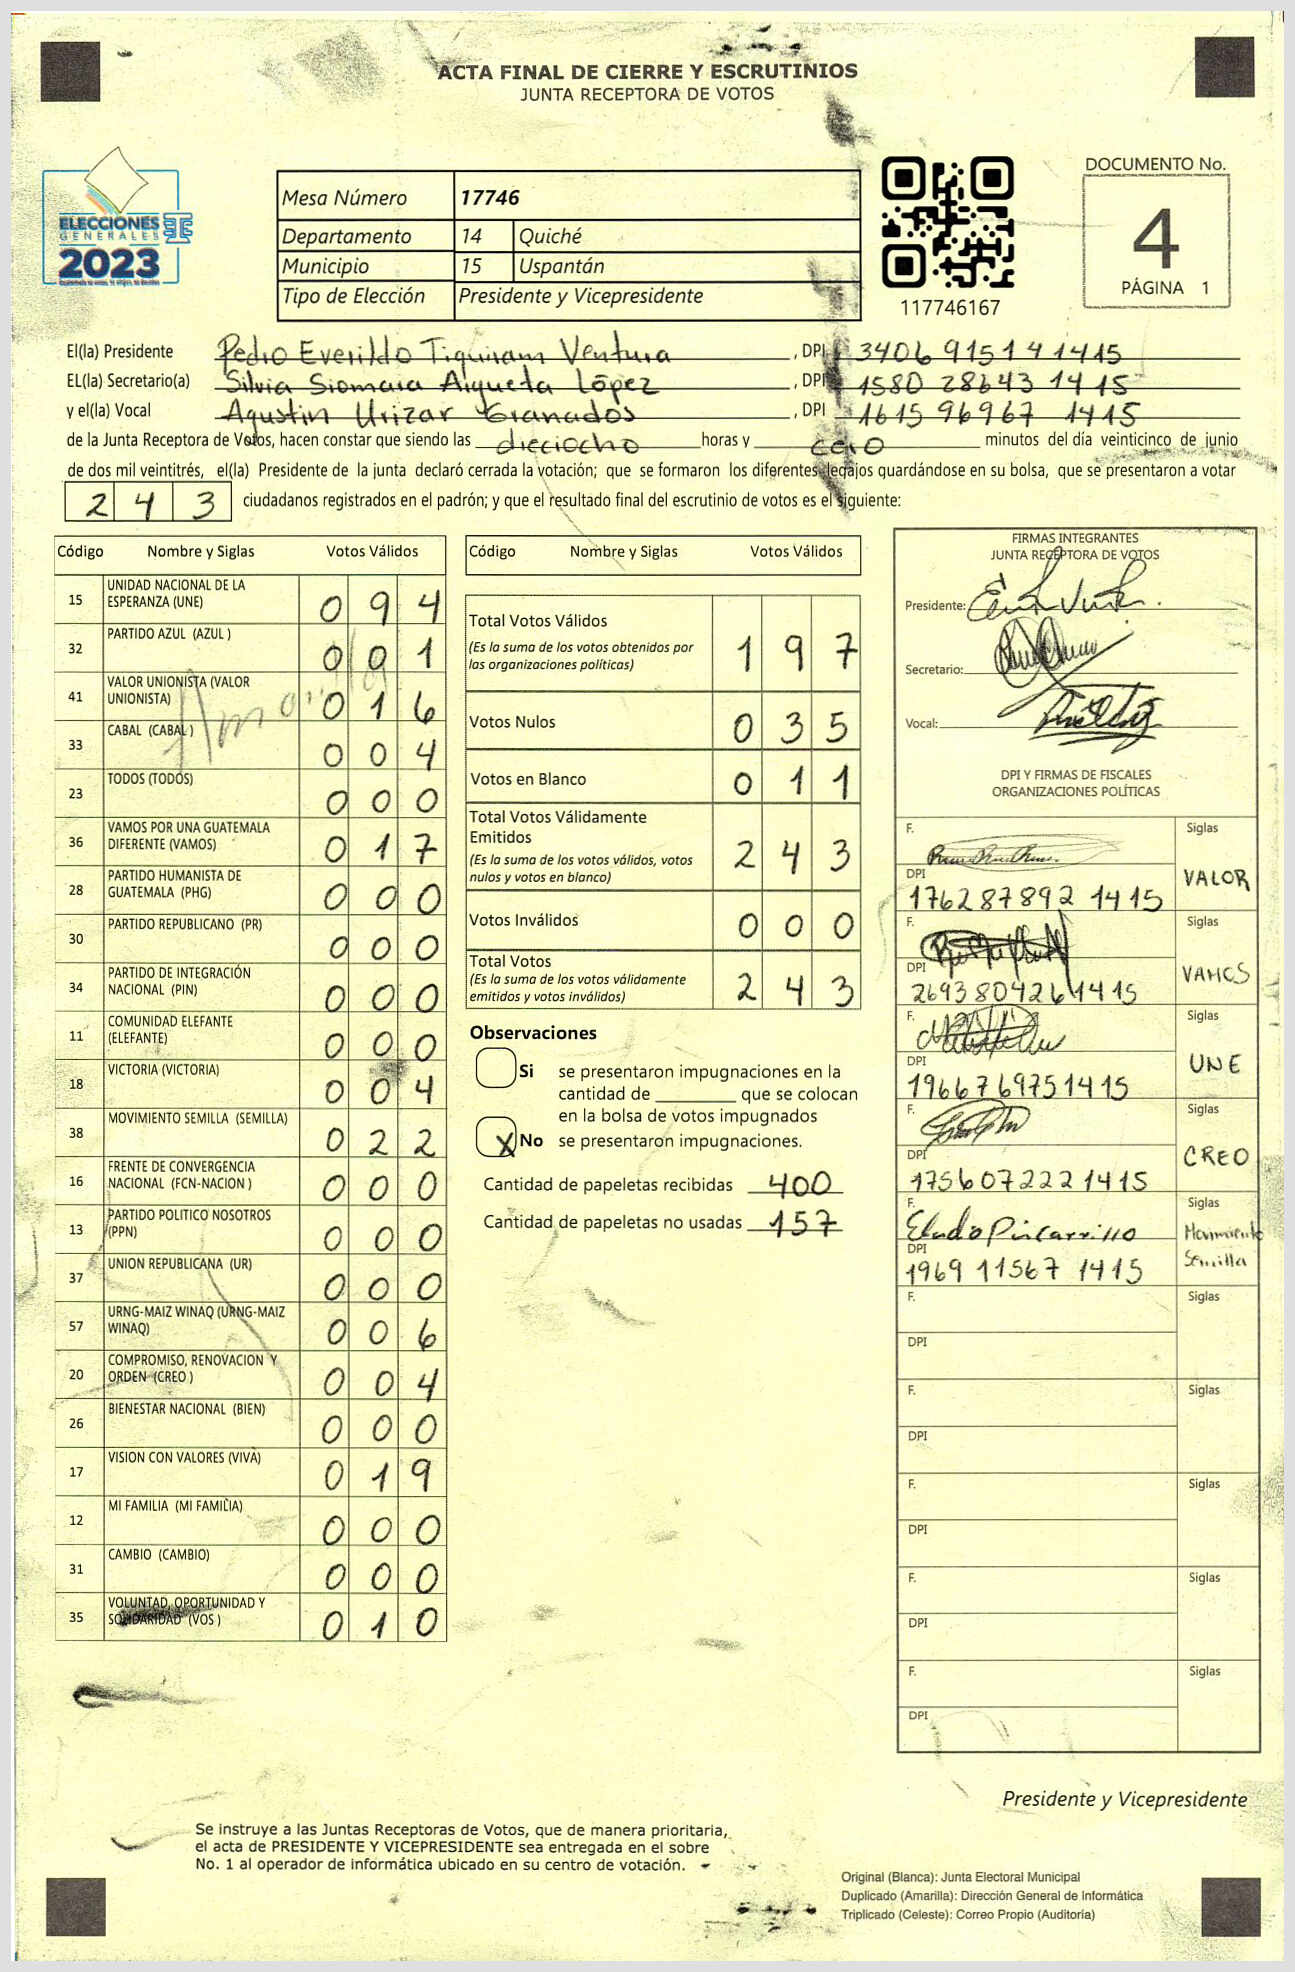 ACTA FINAL DE CIERRE Y ESCRUTINIOS
JUNTA RECEPTORA DE VOTOS
ELECCIONES
GENERALES
2023
Mesa Número 17746
Departamento 14 Quiché
Municipio 15 Uspantán
Tipo de Elección Presidente y Vicepresidente
117746167
DOCUMENTO No.
4
PÁGINA 1
El(la) Presidente Pedro Everildo Tiquiram Ventura , DPI 3406 91514 1415
EL(la) Secretario(a) Silvia Siomara Aiqueta López , DPI 1580 28643 1415
y el(la) Vocal Agustin Urizar Granados , DPI 1615 96967 1415
de la Junta Receptora de Votos, hacen constar que siendo las dieciocho horas y cero minutos del día veinticinco de junio
de dos mil veintitrés, el(la) Presidente de la junta declaró cerrada la votación; que se formaron los diferentes legajos guardándose en su bolsa, que se presentaron a votar
2 4 3 ciudadanos registrados en el padrón; y que el resultado final del escrutinio de votos es el siguiente:
Código Nombre y Siglas Votos Válidos
15 UNIDAD NACIONAL DE LA ESPERANZA (UNE) 0 9 4
32 PARTIDO AZUL (AZUL ) 0 0 1
41 VALOR UNIONISTA (VALOR UNIONISTA) 0 1 6
33 CABAL (CABAL ) 0 0 4
23 TODOS (TODOS) 0 0 0
36 VAMOS POR UNA GUATEMALA DIFERENTE (VAMOS) 0 1 7
28 PARTIDO HUMANISTA DE GUATEMALA (PHG) 0 0 0
30 PARTIDO REPUBLICANO (PR) 0 0 0
34 PARTIDO DE INTEGRACIÓN NACIONAL (PIN) 0 0 0
11 COMUNIDAD ELEFANTE (ELEFANTE) 0 0 0
18 VICTORIA (VICTORIA) 0 0 4
38 MOVIMIENTO SEMILLA (SEMILLA) 0 2 2
16 FRENTE DE CONVERGENCIA NACIONAL (FCN-NACION ) 0 0 0
13 PARTIDO POLITICO NOSOTROS (PPN) 0 0 0
37 UNION REPUBLICANA (UR) 0 0 0
57 URNG-MAIZ WINAQ (URNG-MAIZ WINAQ) 0 0 6
20 COMPROMISO, RENOVACION Y ORDEN (CREO ) 0 0 4
26 BIENESTAR NACIONAL (BIEN) 0 0 0
17 VISION CON VALORES (VIVA) 0 1 9
12 MI FAMILIA (MI FAMILIA) 0 0 0
31 CAMBIO (CAMBIO) 0 0 0
35 VOLUNTAD, OPORTUNIDAD Y SOLIDARIDAD (VOS ) 0 1 0
Código Nombre y Siglas Votos Válidos
Total Votos Válidos 1 9 7
(Es la suma de los votos obtenidos por
las organizaciones políticas)
Votos Nulos 0 3 5
Votos en Blanco 0 1 1
Total Votos Válidamente
Emitidos 2 4 3
(Es la suma de los votos válidos, votos
nulos y votos en blanco)
Votos Inválidos 0 0 0
Total Votos 2 4 3
(Es la suma de los votos válidamente
emitidos y votos inválidos)
Observaciones
Si se presentaron impugnaciones en la
cantidad de ________ que se colocan
en la bolsa de votos impugnados
X No se presentaron impugnaciones.
Cantidad de papeletas recibidas 400
Cantidad de papeletas no usadas 157
FIRMAS INTEGRANTES
JUNTA RECEPTORA DE VOTOS
Presidente:
Secretario:
Vocal:
DPI Y FIRMAS DE FISCALES
ORGANIZACIONES POLÍTICAS
F. Siglas
DPI VALOR
1762 87892 1415
F. Siglas
DPI VAMOS
2693 80426 1415
F. Siglas
DPI UNE
1966 76975 1415
F. Siglas
DPI CREO
1756 07222 1415
F. Siglas
Movimiento
DPI Semilla
1969 11567 1415
F. Siglas
DPI
F. Siglas
DPI
F. Siglas
DPI
F. Siglas
DPI
F. Siglas
DPI
Presidente y Vicepresidente
Se instruye a las Juntas Receptoras de Votos, que de manera prioritaria,
el acta de PRESIDENTE Y VICEPRESIDENTE sea entregada en el sobre
No. 1 al operador de informática ubicado en su centro de votación.
Original (Blanca): Junta Electoral Municipal
Duplicado (Amarilla): Dirección General de Informática
Triplicado (Celeste): Correo Propio (Auditoría)